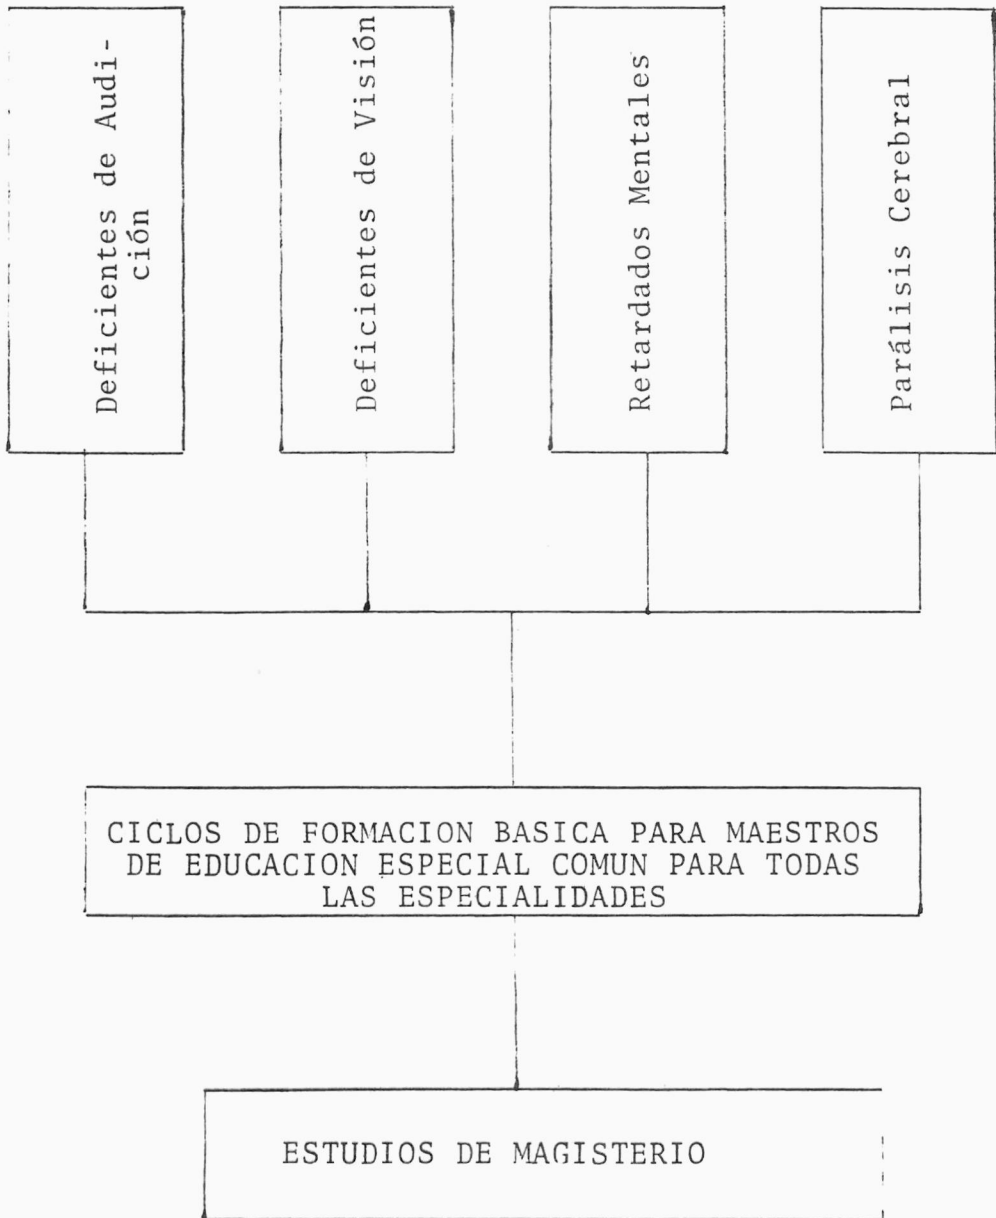 Deficientes de Audi-
ción
Deficientes de Visión
Retardados Mentales
Parálisis Cerebral
CICLOS DE FORMACION BASICA PARA MAESTROS
DE EDUCACION ESPECIAL COMUN PARA TODAS
LAS ESPECIALIDADES
ESTUDIOS DE MAGISTERIO